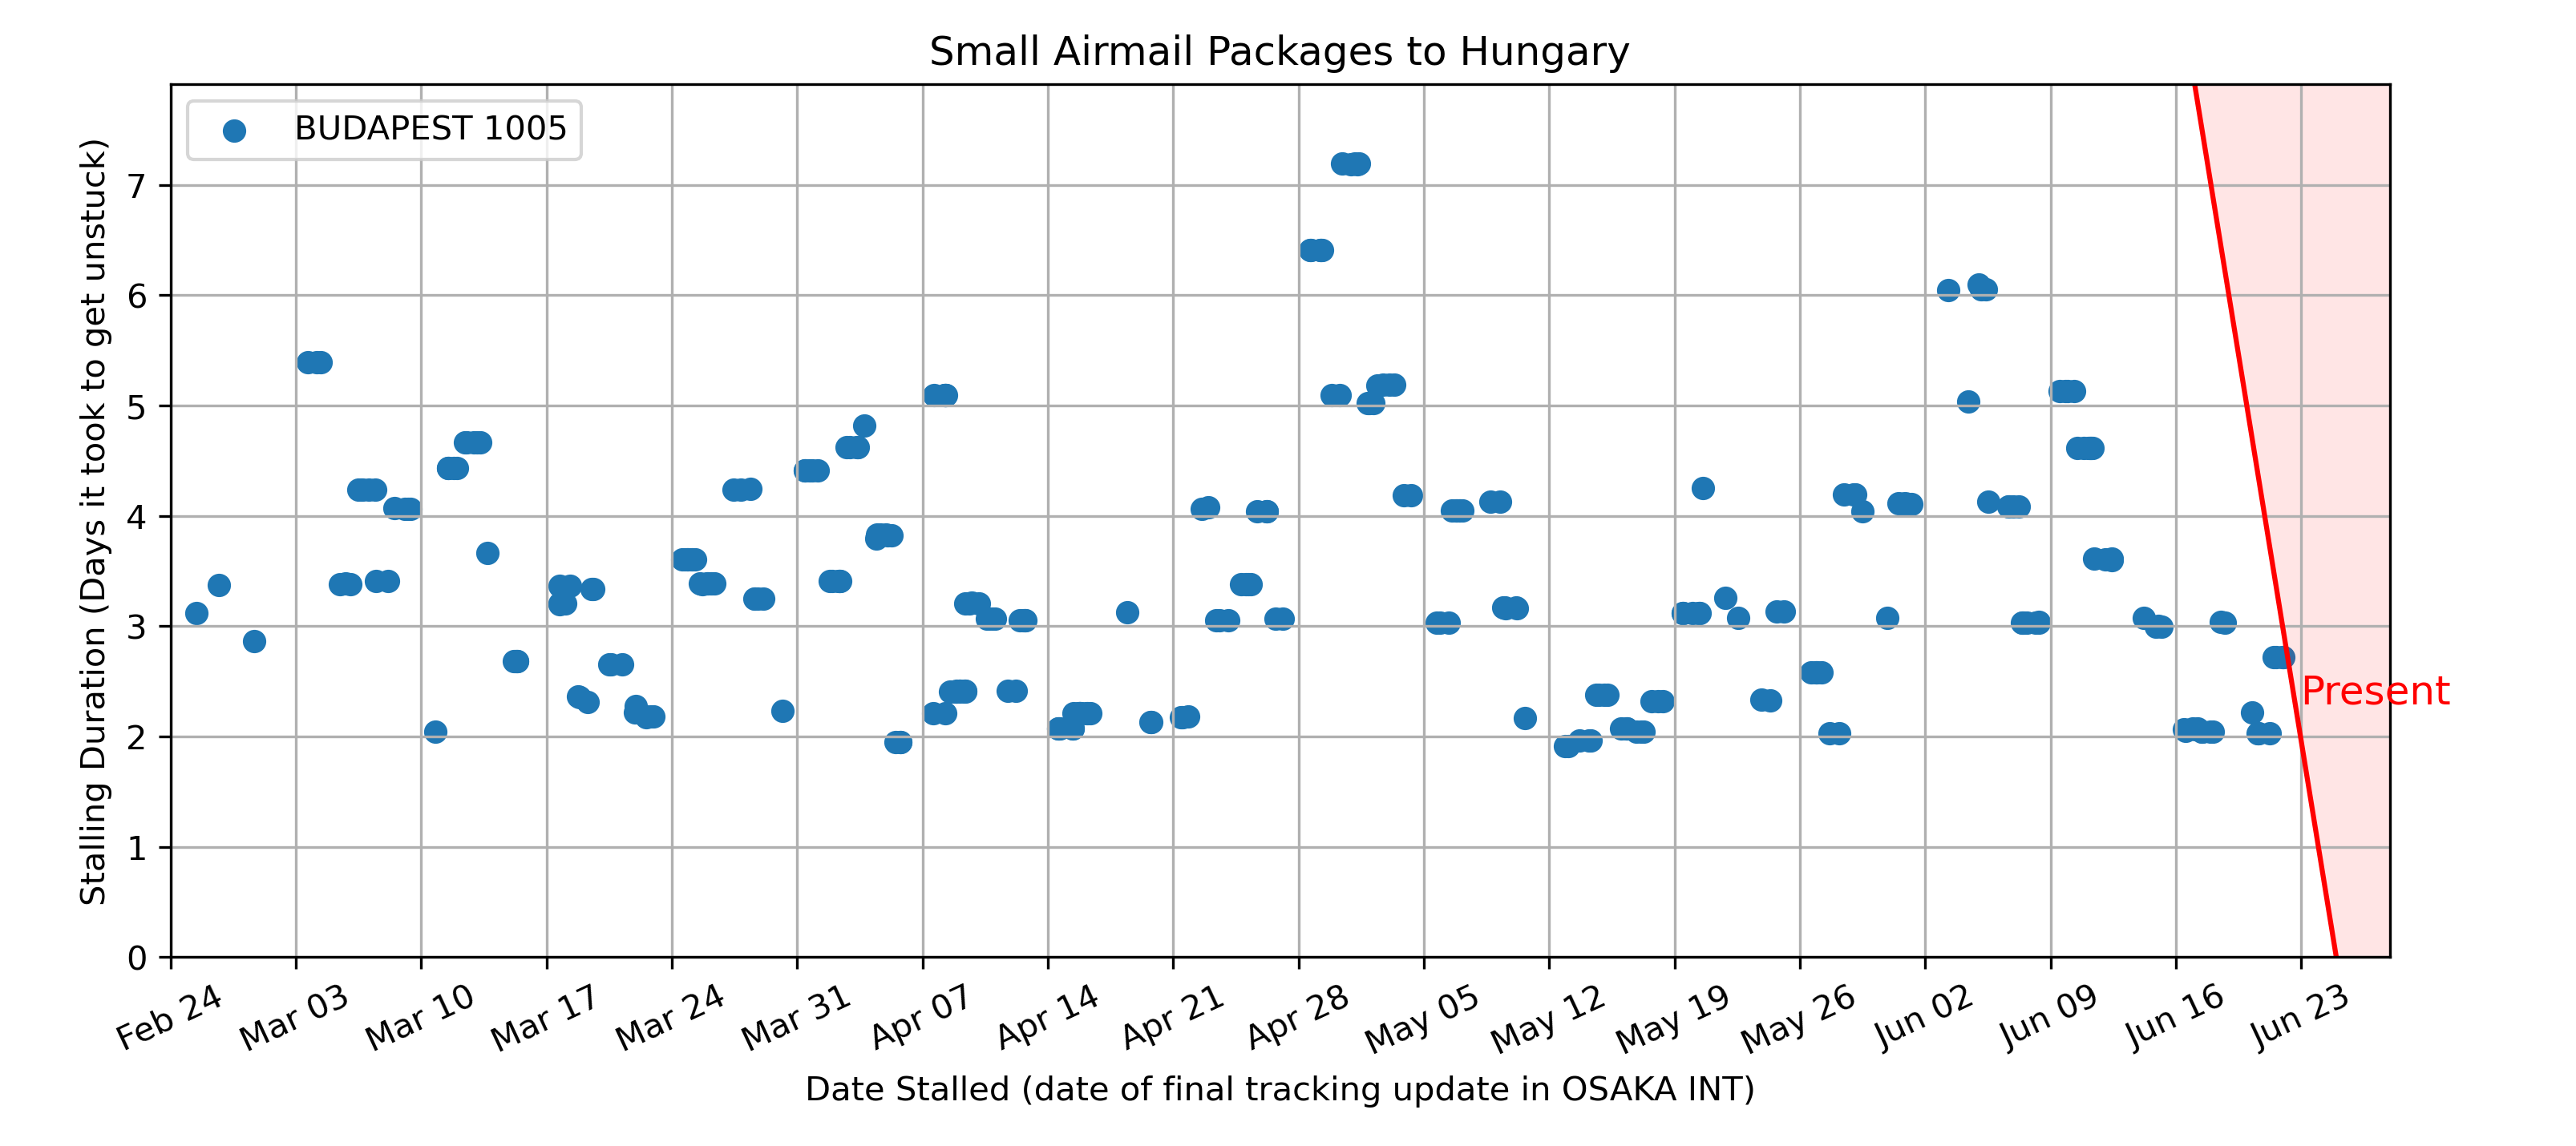 Small Airmail Packages to Hungary
BUDAPEST 1005
Stalling Duration (Days it took to get unstuck)
7
6
5
4
3
2
1
0
Present
Feb 24
Mar 03
Mar 10
Mar 17
Mar 24
Mar 31
Apr 07
Apr 14
Apr 21
Apr 28
May 05
May 12
May 19
May 26
Jun 02
Jun 09
Jun 16
Jun 23
Date Stalled (date of final tracking update in OSAKA INT)